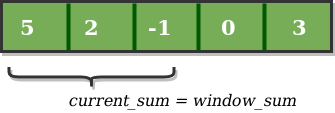 5 2 -1 0 3
current_sum = window_sum